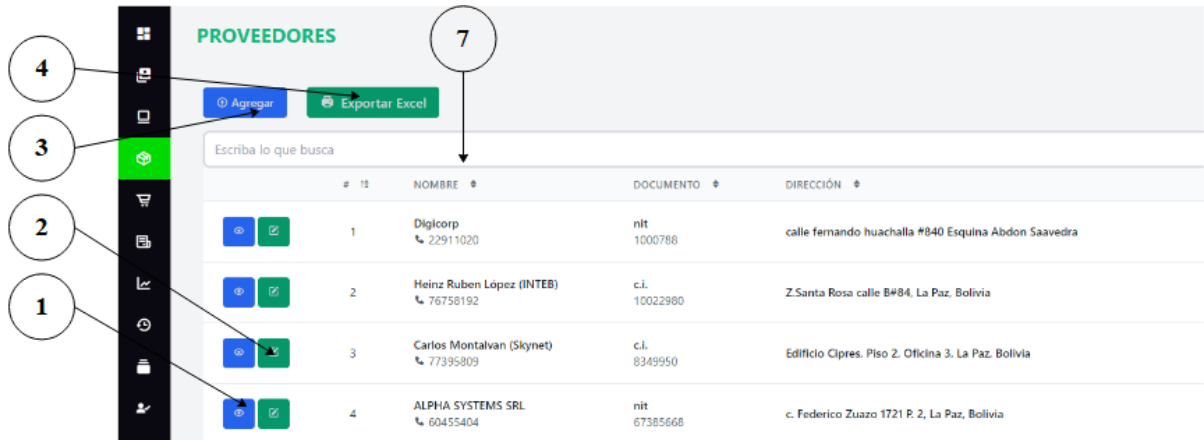 PROVEEDORES
7
4
Agregar
Exportar Excel
3
Escriba lo que busca
# NOMBRE DOCUMENTO DIRECCIÓN
2
1 Digicorp nit calle fernando huachalla #840 Esquina Abdon Saavedra
22911020 1000788
1
2 Heinz Ruben López (INTEB) c.i. Z.Santa Rosa calle B#84, La Paz, Bolivia
76758192 10022980
3 Carlos Montalvan (Skynet) c.i. Edificio Cipres. Piso 2. Oficina 3. La Paz. Bolivia
77395809 8349950
4 ALPHA SYSTEMS SRL nit c. Federico Zuazo 1721 P. 2, La Paz, Bolivia
60455404 67385668